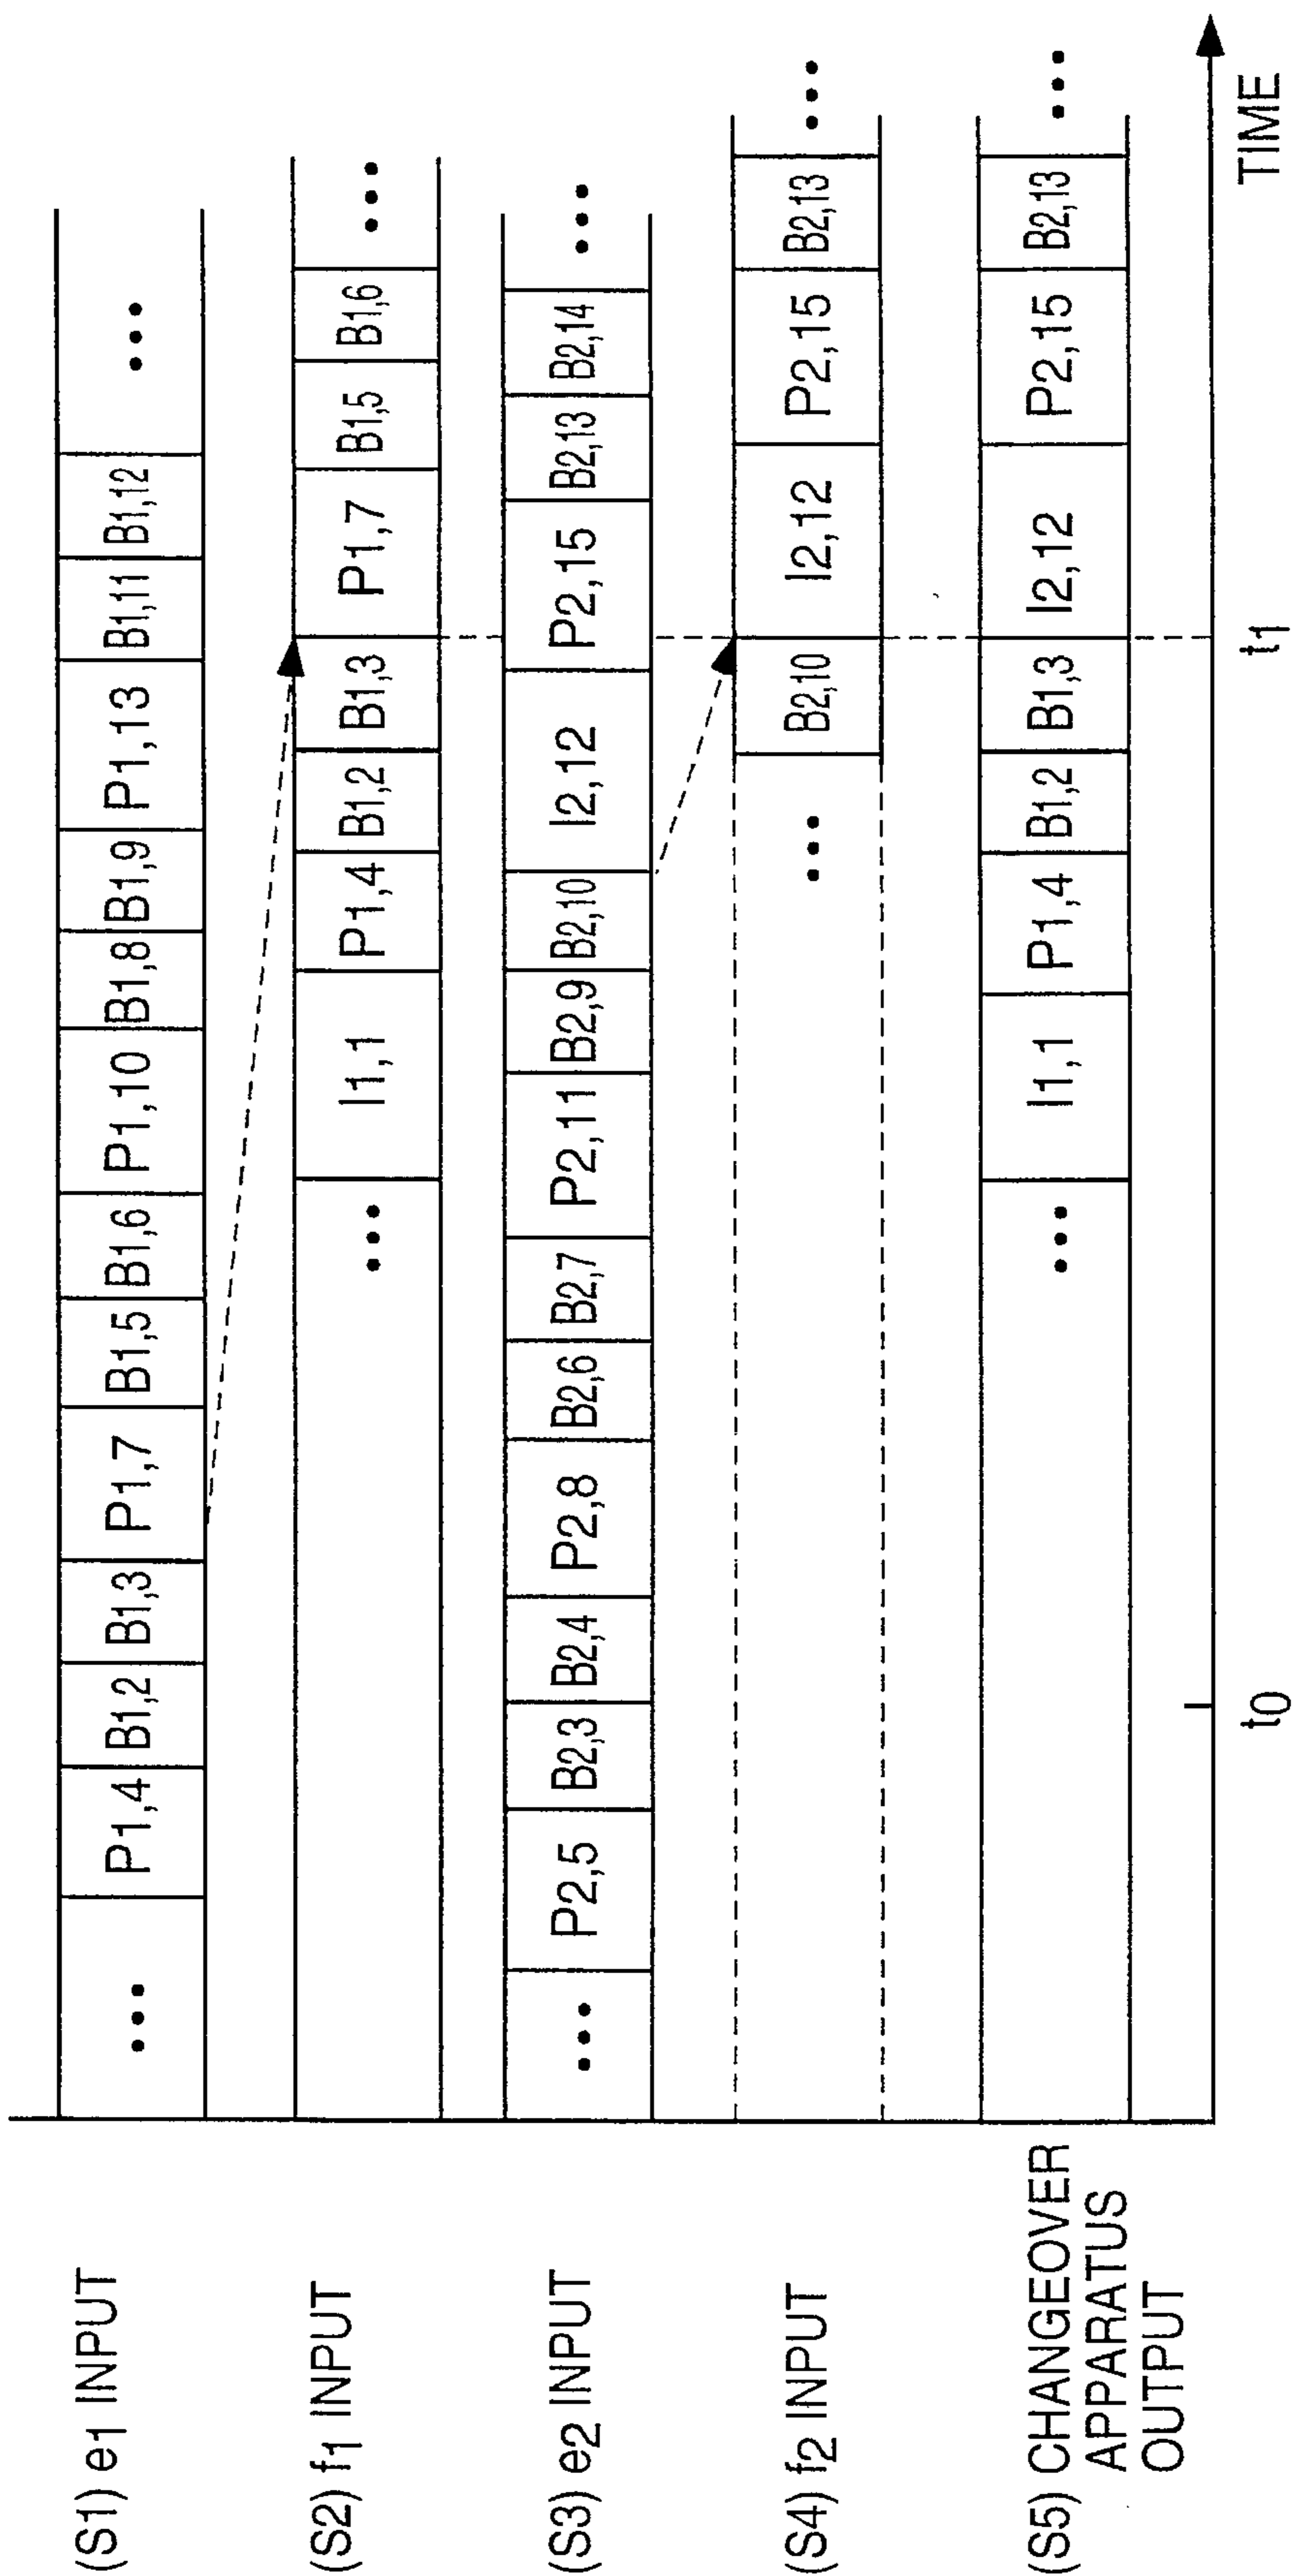 (S1) e1 INPUT
••• P1,4 B1,2 B1,3 P1,7 B1,5 B1,6 P1,10 B1,8 B1,9 P1,13 B1,11 B1,12 •••
(S2) f1 INPUT
••• I1,1 P1,4 B1,2 B1,3 P1,7 B1,5 B1,6 •••
(S3) e2 INPUT
••• P2,5 B2,3 B2,4 P2,8 B2,6 B2,7 P2,11 B2,9 B2,10 I2,12 P2,15 B2,13 B2,14 •••
(S4) f2 INPUT
••• B2,10 I2,12 P2,15 B2,13 •••
(S5) CHANGEOVER
APPARATUS
OUTPUT
••• I1,1 P1,4 B1,2 B1,3 I2,12 P2,15 B2,13 •••
t0 t1 TIME